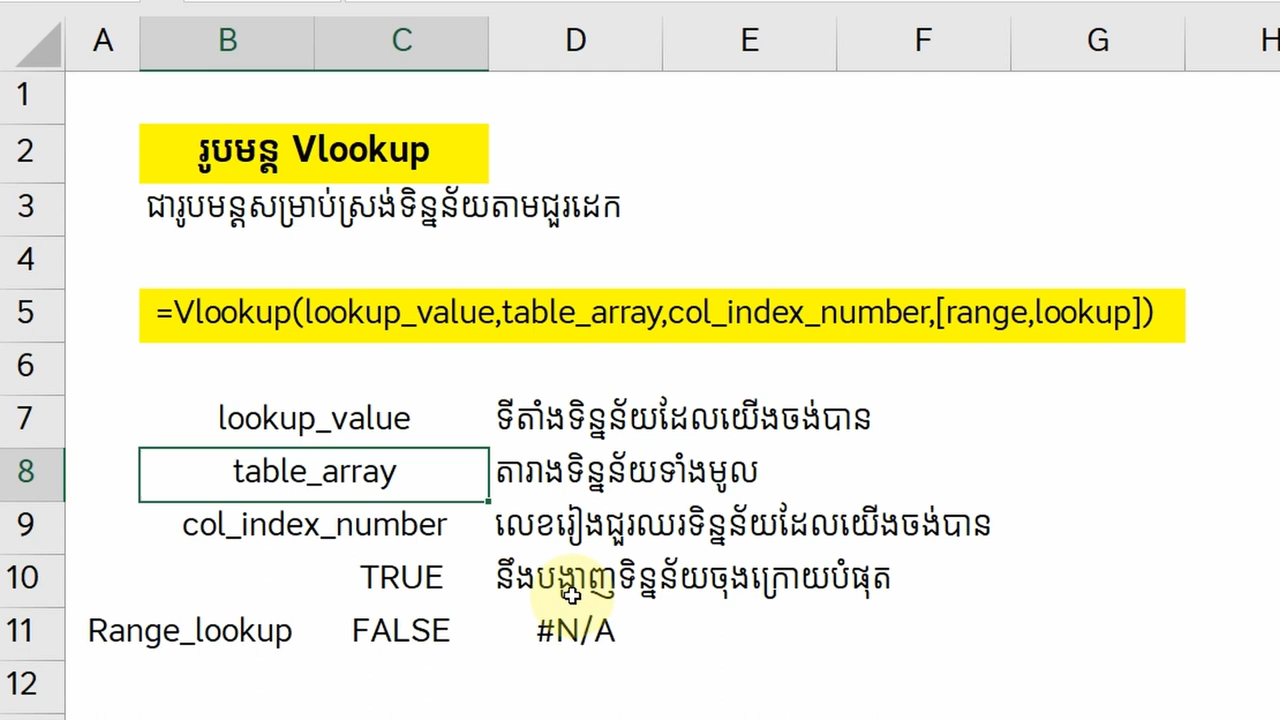 A B C D E F G H
1
2 រូបមន្ត Vlookup
3 ជារូបមន្តសម្រាប់ស្រង់ទិន្នន័យតាមជួរដេក
4
5 =Vlookup(lookup_value,table_array,col_index_number,[range,lookup])
6
7 lookup_value ទីតាំងទិន្នន័យដែលយើងចង់បាន
8 table_array តារាងទិន្នន័យទាំងមូល
9 col_index_number លេខរៀងជួរឈរទិន្នន័យដែលយើងចង់បាន
10 TRUE នឹងបង្ហាញទិន្នន័យចុងក្រោយបំផុត
11 Range_lookup FALSE #N/A
12